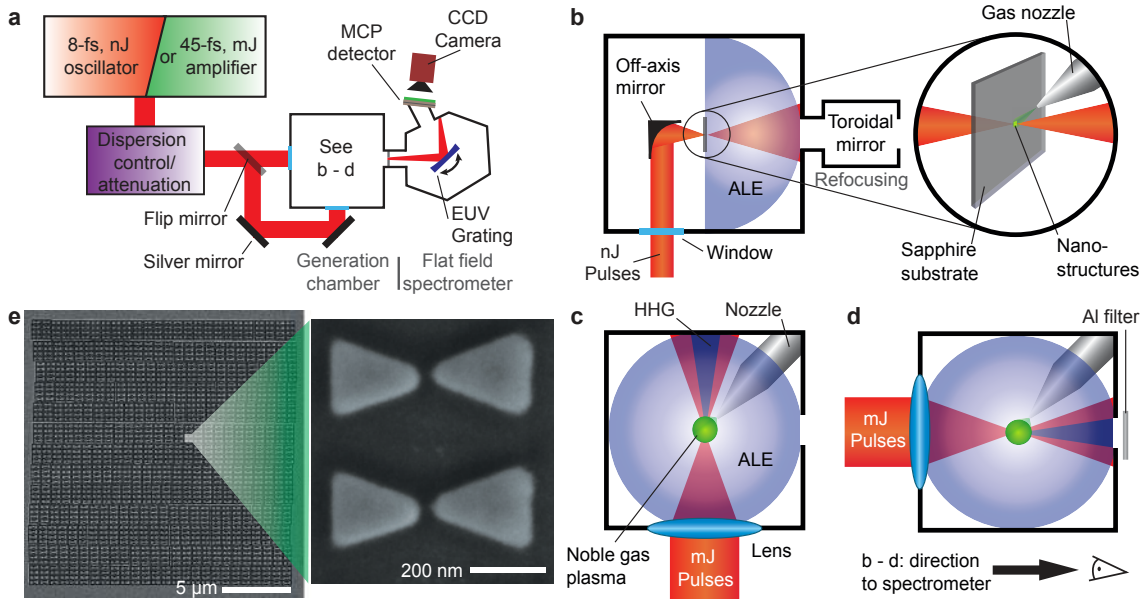 a
8-fs, nJ
oscillator
or
45-fs, mJ
amplifier
MCP
detector
CCD
Camera
Dispersion
control/
attenuation
See
b - d
Flip mirror
Silver mirror
EUV
Grating
Generation
chamber
Flat field
spectrometer
b
Off-axis
mirror
ALE
Toroidal
mirror
Refocusing
Window
nJ
Pulses
Gas nozzle
Sapphire
substrate
Nano-
structures
c
HHG
Nozzle
ALE
Noble gas
plasma
mJ
Pulses
Lens
d
Al filter
mJ
Pulses
b - d: direction
to spectrometer
e
5 µm
200 nm